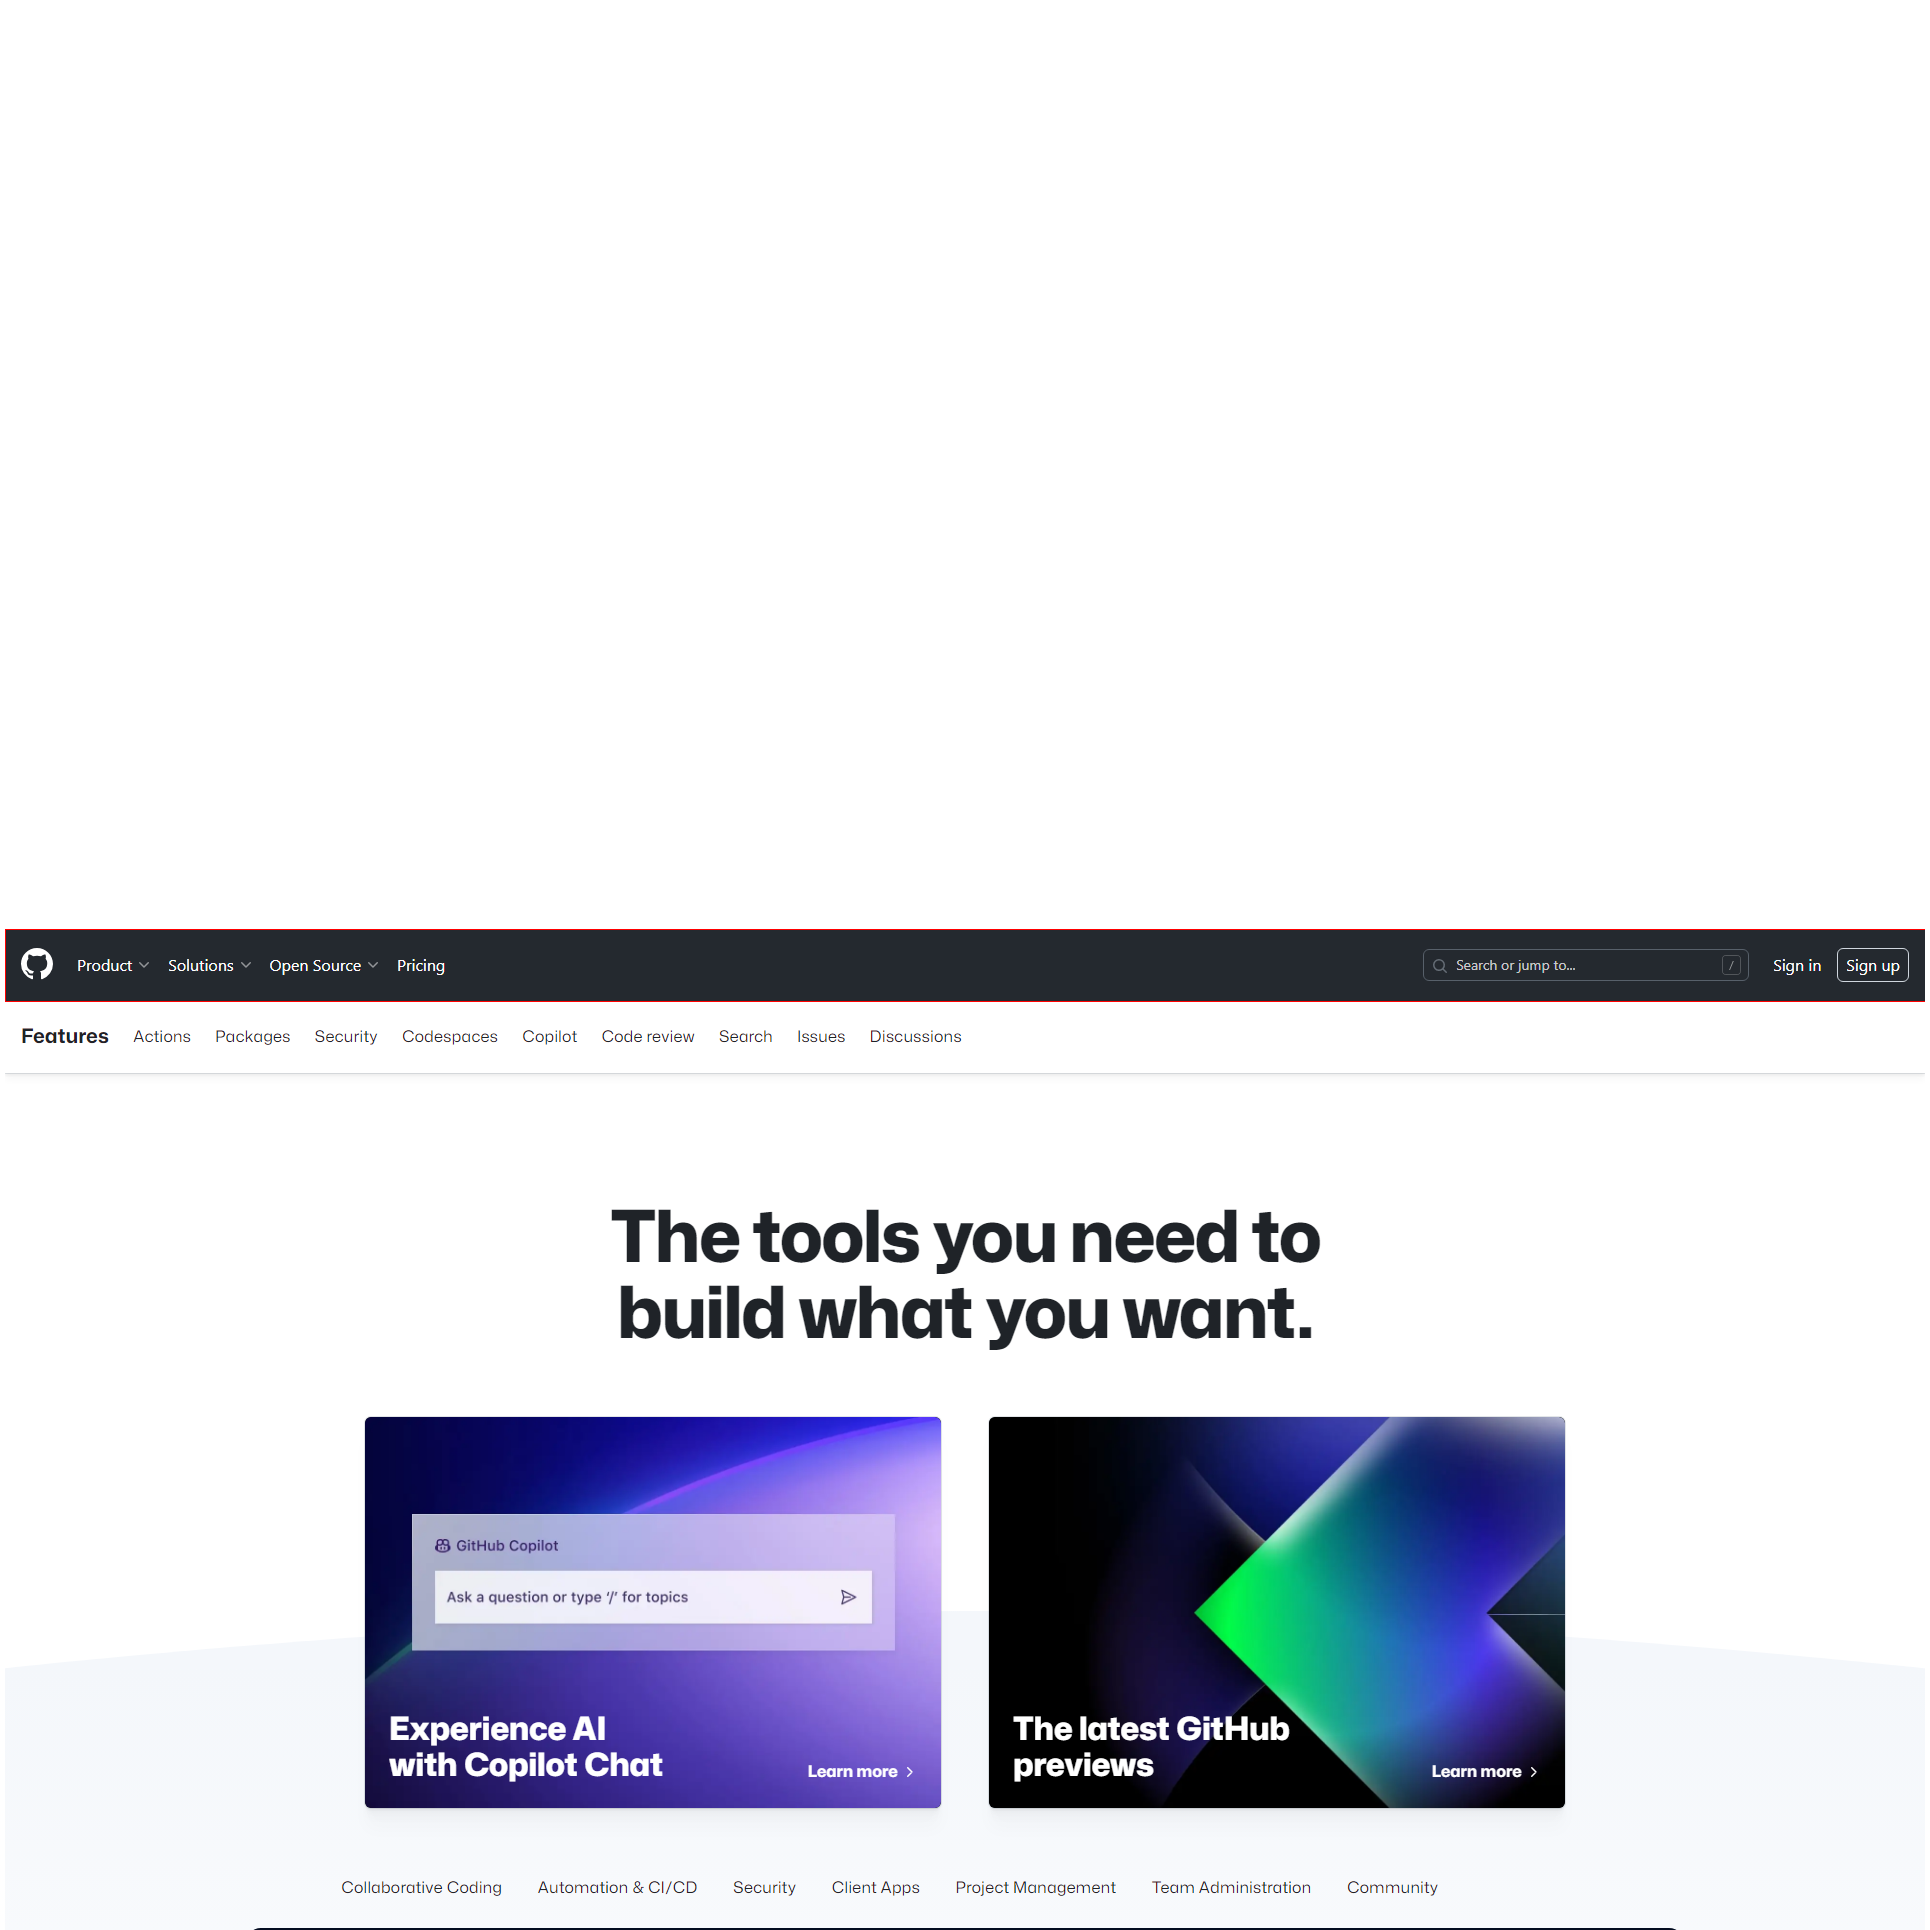 Product Solutions Open Source Pricing Search or jump to... / Sign in Sign up
Features Actions Packages Security Codespaces Copilot Code review Search Issues Discussions
The tools you need to
build what you want.
GitHub Copilot
Ask a question or type ‘/’ for topics
Experience AI
with Copilot Chat
Learn more
The latest GitHub
previews
Learn more
Collaborative Coding Automation & CI/CD Security Client Apps Project Management Team Administration Community